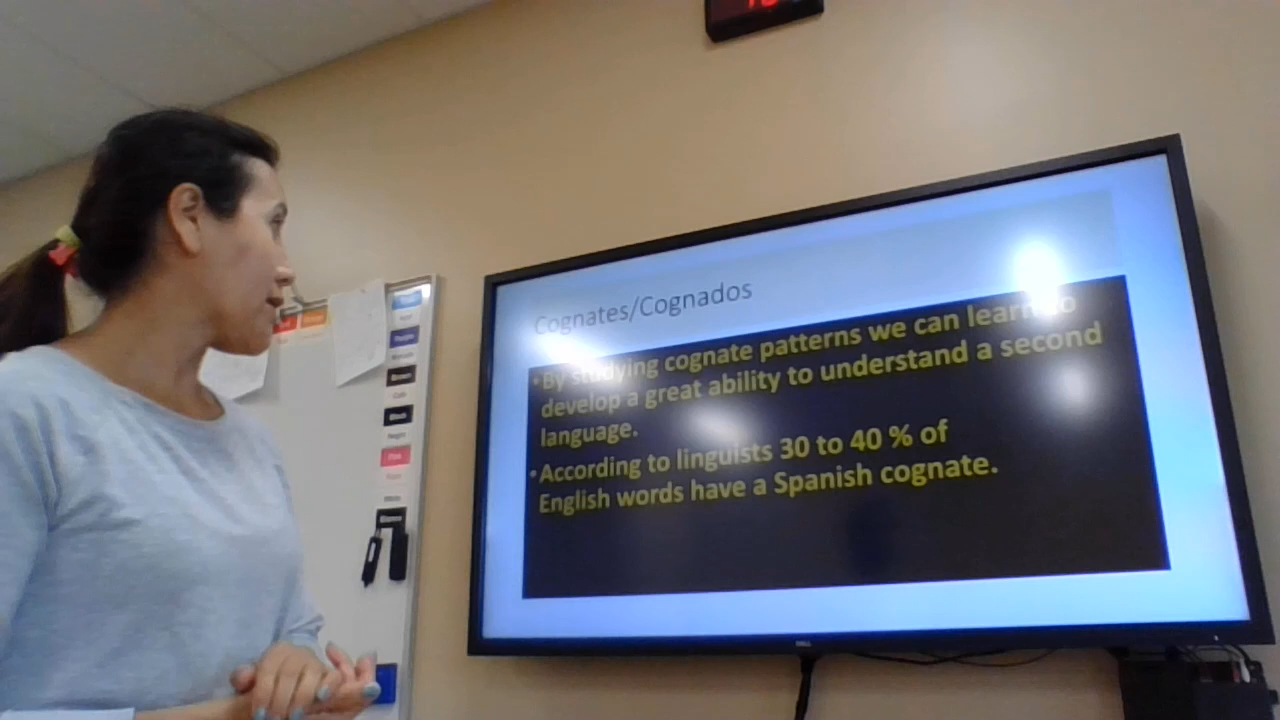 Cognates/Cognados
•By studying cognate patterns we can learn to
develop a great ability to understand a second
language.
•According to linguists 30 to 40 % of
English words have a Spanish cognate.
DELL